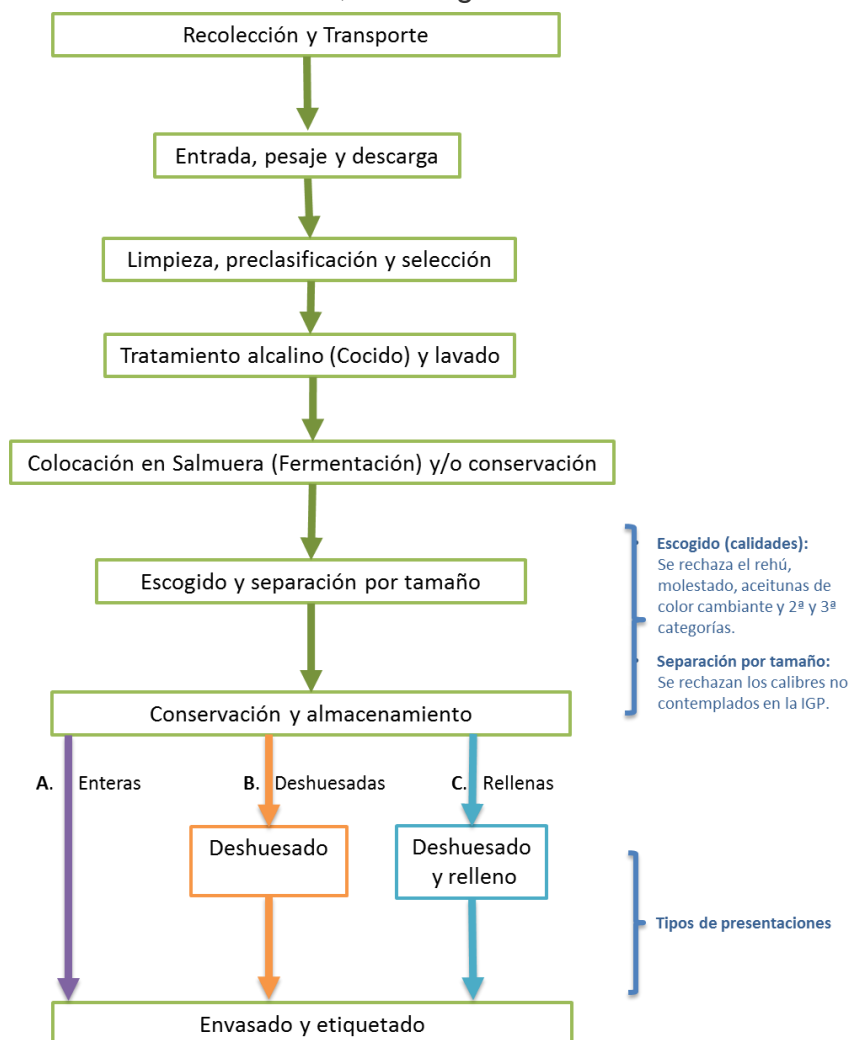 Recolección y Transporte
Entrada, pesaje y descarga
Limpieza, preclasificación y selección
Tratamiento alcalino (Cocido) y lavado
Colocación en Salmuera (Fermentación) y/o conservación
Escogido y separación por tamaño
Escogido (calidades):
Se rechaza el rehú,
molestado, aceitunas de
color cambiante y 2ª y 3ª
categorías.
Separación por tamaño:
Se rechazan los calibres no
contemplados en la IGP.
Conservación y almacenamiento
A. Enteras
B. Deshuesadas
C. Rellenas
Deshuesado
Deshuesado
y relleno
Tipos de presentaciones
Envasado y etiquetado